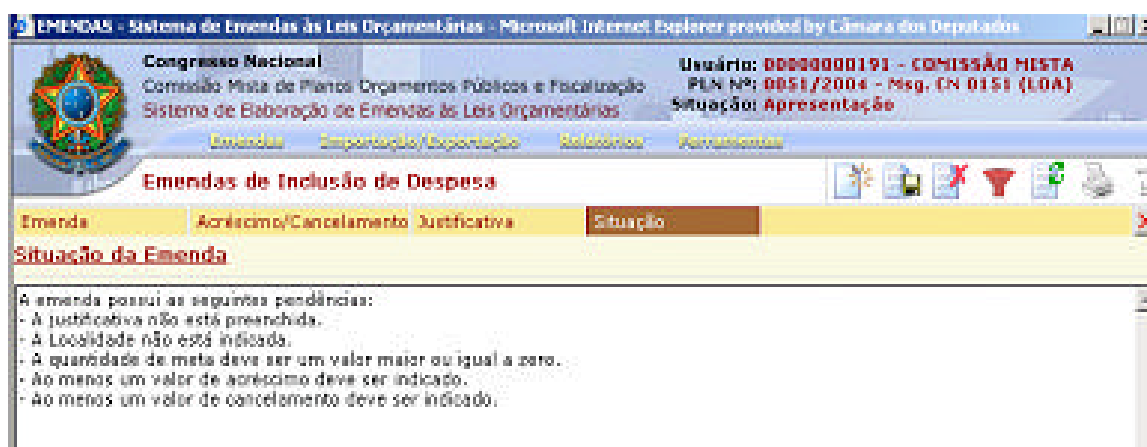 EMENDAS - Sistema de Emendas às Leis Orçamentárias - Microsoft Internet Explorer provided by Câmara dos Deputados
Congresso Nacional
Comissão Mista de Planos Orçamentos Públicos e Fiscalização
Sistema de Elaboração de Emendas às Leis Orçamentárias
Usuário: 00000000191 - COMISSÃO MISTA
PLN Nº: 0051/2004 - Msg. CN 0151 (LOA)
Situação: Apresentação
Emendas Importação/Exportação Relatórios Ferramentas
Emendas de Inclusão de Despesa
Emenda Acréscimo/Cancelamento Justificativa Situação
Situação da Emenda
A emenda possui as seguintes pendências:
- A justificativa não está preenchida.
- A Localidade não está indicada.
- A quantidade de meta deve ser um valor maior ou igual a zero.
- Ao menos um valor de acréscimo deve ser indicado.
- Ao menos um valor de cancelamento deve ser indicado.